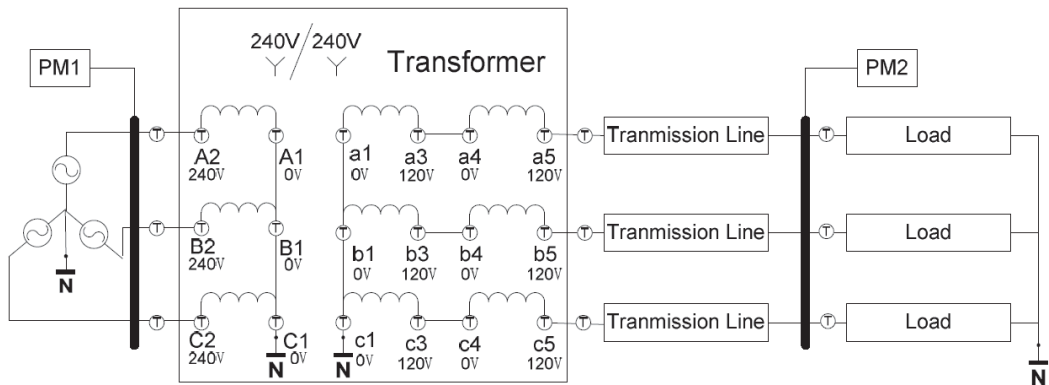 240V/240V
Transformer
PM1
PM2
T T T T T T T T Tranmission Line T Load
A2 A1 a1 a3 a4 a5
240V 0V 0V 120V 0V 120V
T T T T T T T T Tranmission Line T Load
B2 B1 b1 b3 b4 b5
240V 0V 0V 120V 0V 120V
N
T T T T T T T T Tranmission Line T Load
C2 C1 c1 c3 c4 c5
240V 0V 0V 120V 0V 120V
N N N